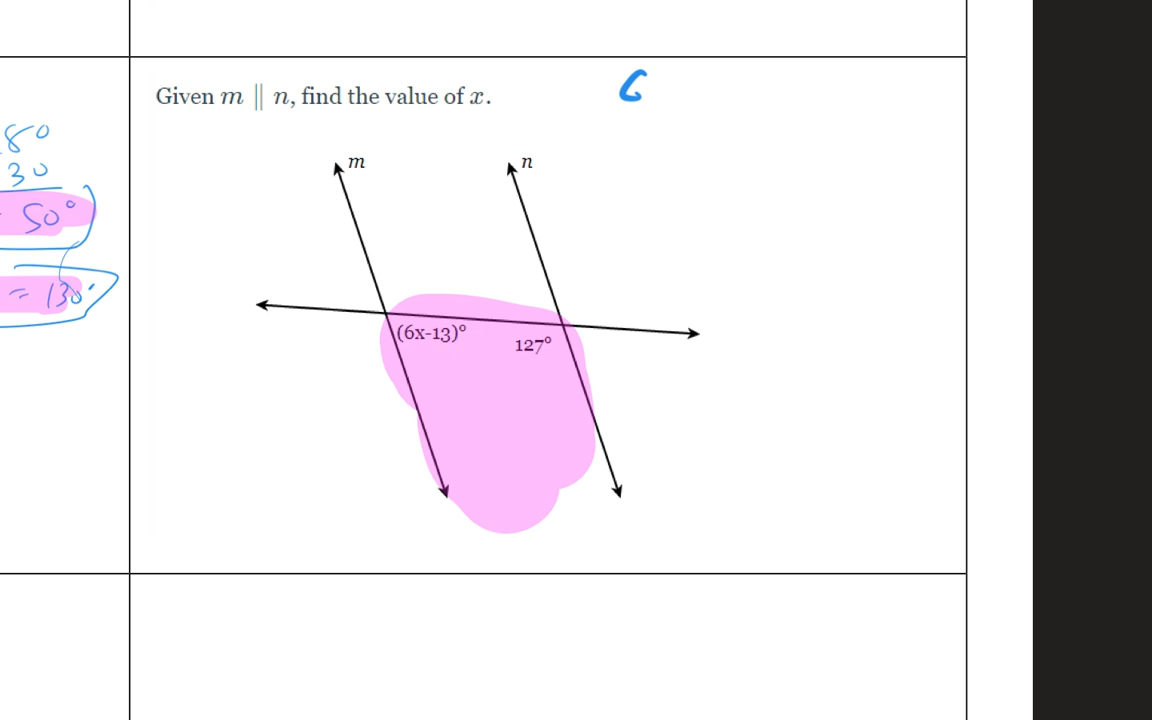 Given m || n, find the value of x.
80
30
50°
= 130°
m
n
(6x-13)°
127°